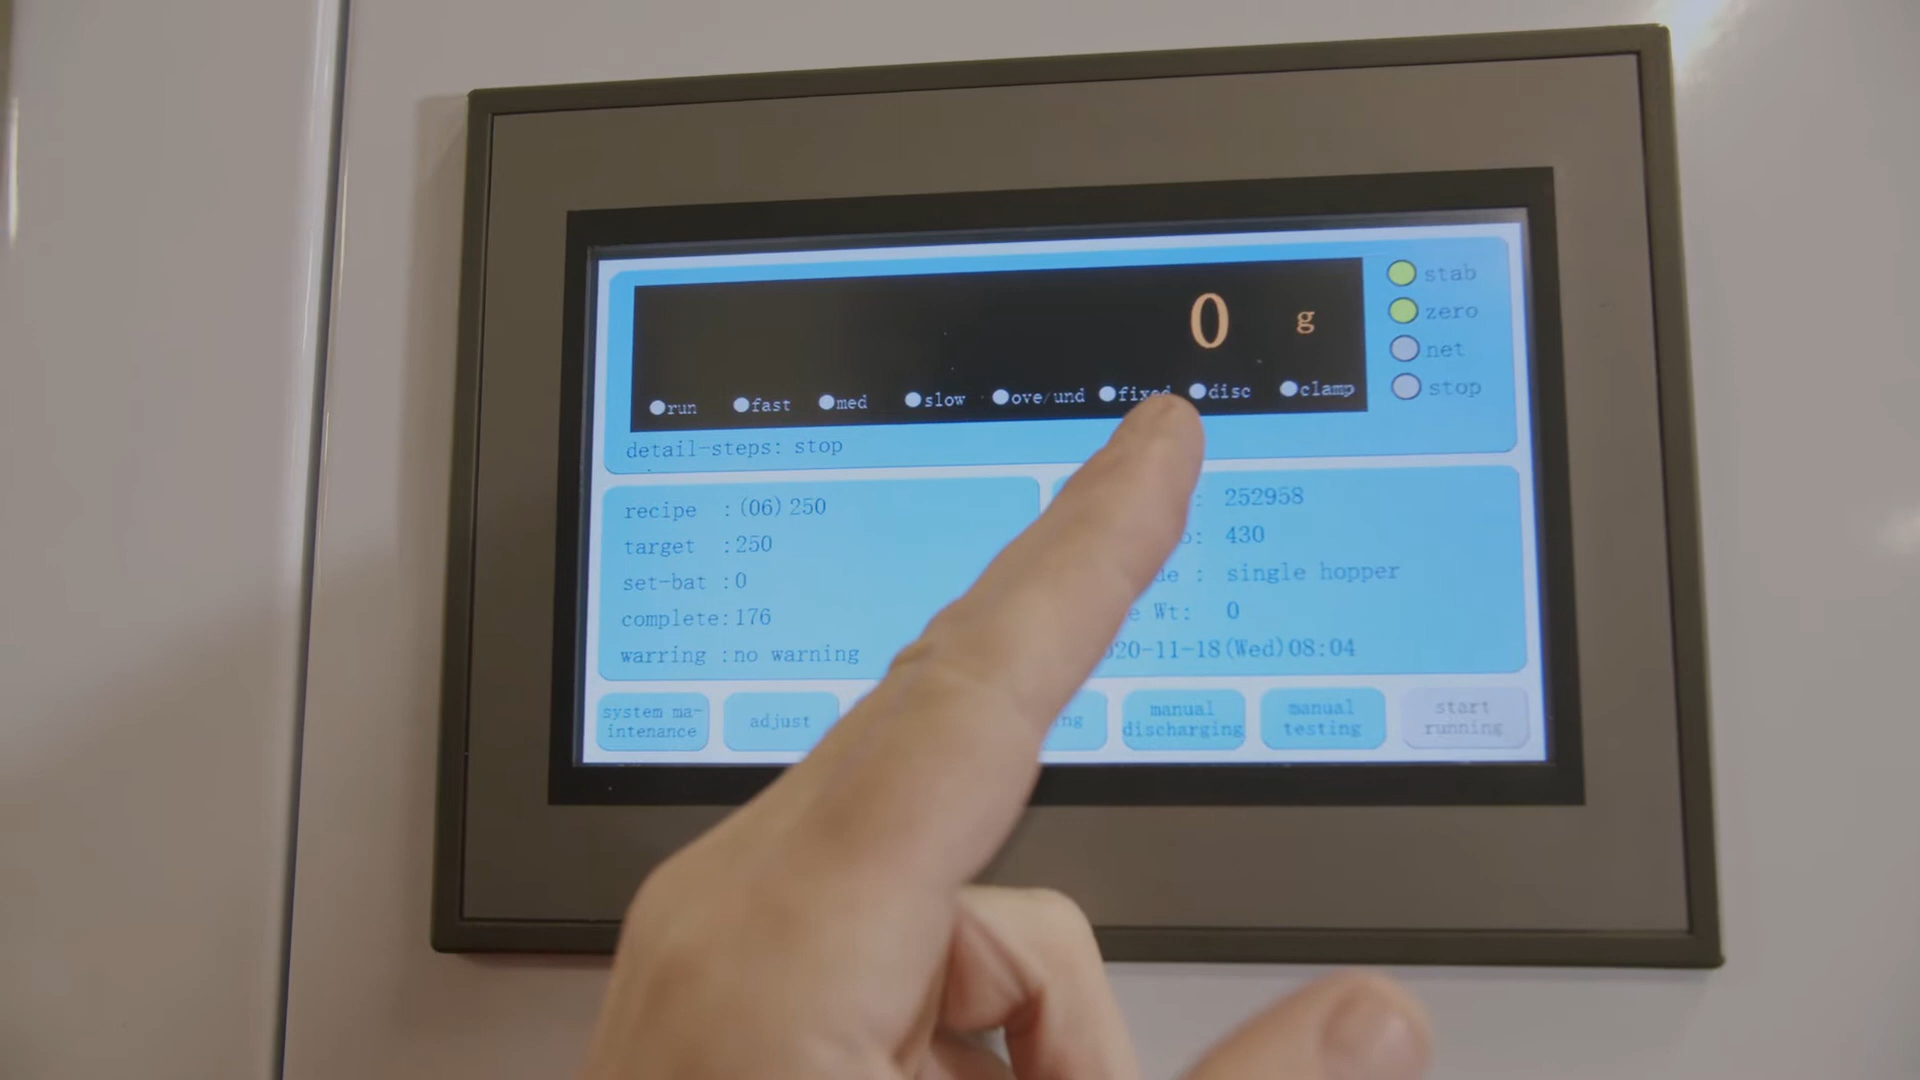 0 g
stab
zero
net
stop
run fast med slow ove/und fixed disc clamp
detail-steps: stop
recipe :(06)250
target :250
set-bat :0
complete:176
warring :no warning
: 252958
: 430
: single hopper
Wt: 0
20-11-18(Wed)08:04
system ma-
intenance
adjust
manual
discharging
manual
testing
start
running